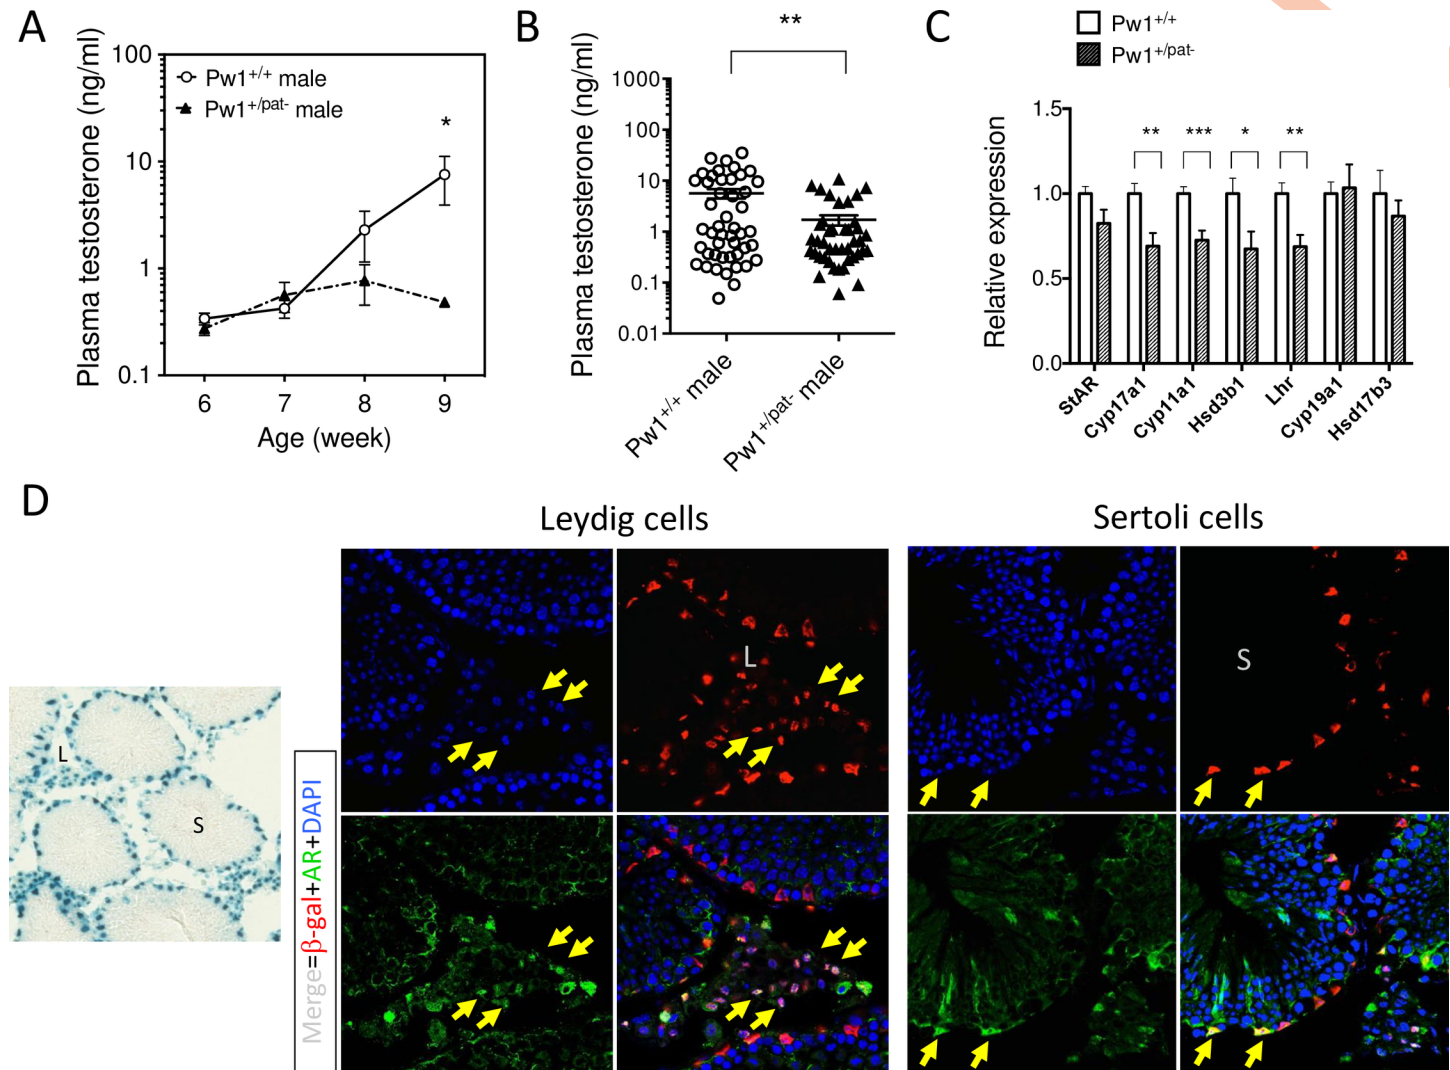 A
Plasma testosterone (ng/ml)
100
10
1
0.1
Pw1+/+ male
Pw1+/pat- male
*
6 7 8 9
Age (week)
B
**
Plasma testosterone (ng/ml)
1000
100
10
1
0.1
0.01
Pw1+/+ male
Pw1+/pat- male
C
Pw1+/+
Pw1+/pat-
Relative expression
1.5
1.0
0.5
0.0
** *** * **
StAR
Cyp17a1
Cyp11a1
Hsd3b1
Lhr
Cyp19a1
Hsd17b3
D
Leydig cells
Sertoli cells
L
S
L
S
Merge=β-gal+AR+DAPI